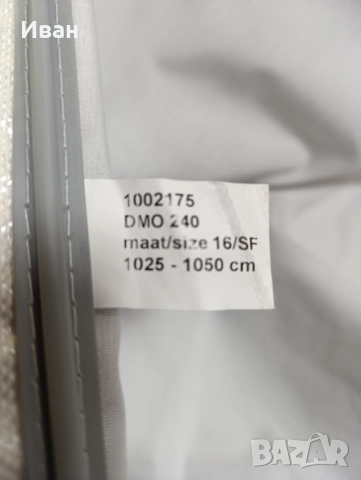 Иван
1002175
DMO 240
maat/size 16/SF
1025 - 1050 cm
BAZAR